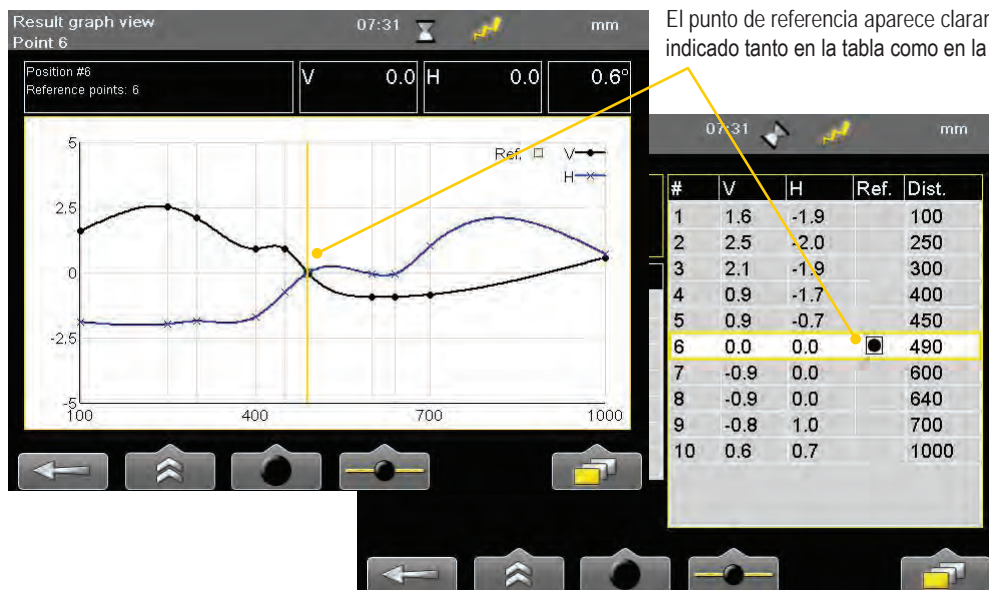 Result graph view
Point 6
07:31
mm
El punto de referencia aparece
indicado tanto en la tabla como en la
Position #6
Reference points: 6
V 0.0 H 0.0 0.6°
Ref. V
H
5
2.5
0
-2.5
-5
100 400 700 1000
07:31 mm
# V H Ref. Dist.
1 1.6 -1.9 100
2 2.5 -2.0 250
3 2.1 -1.9 300
4 0.9 -1.7 400
5 0.9 -0.7 450
6 0.0 0.0 490
7 -0.9 0.0 600
8 -0.9 0.0 640
9 -0.8 1.0 700
10 0.6 0.7 1000